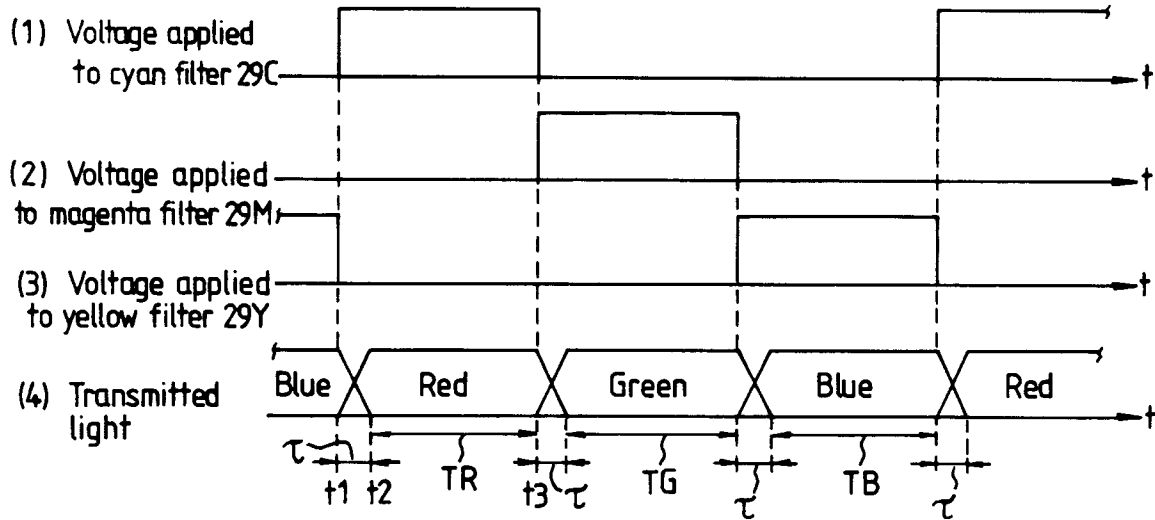 (1) Voltage applied
to cyan filter 29C
t
(2) Voltage applied
to magenta filter 29M
t
(3) Voltage applied
to yellow filter 29Y
t
(4) Transmitted
light
Blue Red Green Blue Red
t
τ TR τ TG τ TB τ
t1 t2 t3